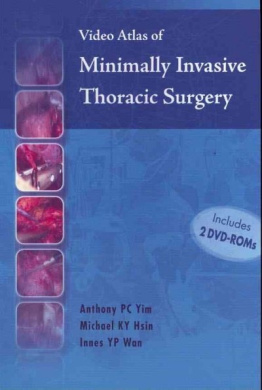 Video Atlas of
Minimally Invasive
Thoracic Surgery
Includes
2 DVD-ROMs
Anthony PC Yim
Michael KY Hsin
Innes YP Wan